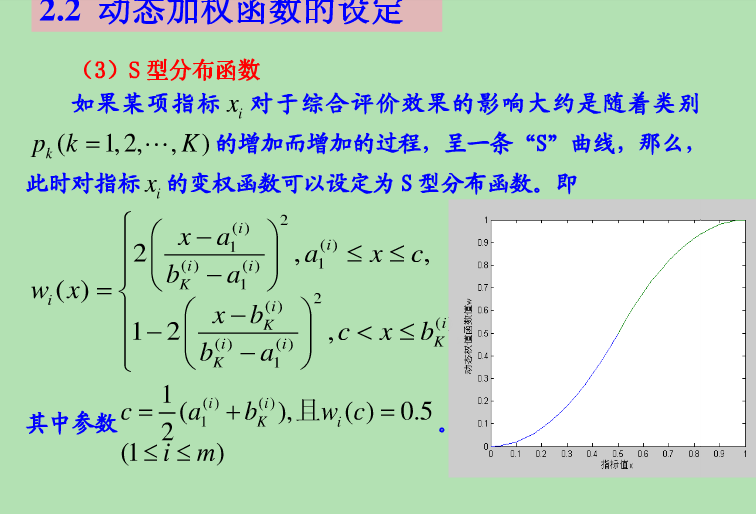 2.2 动态加权函数的设定
（3）S 型分布函数
如果某项指标 x_i 对于综合评价效果的影响大约是随着类别
p_k (k = 1, 2, ⋯, K) 的增加而增加的过程，呈一条“S”曲线，那么，
此时对指标 x_i 的变权函数可以设定为 S 型分布函数。即
w_i(x) = { 2((x − a_1^(i)) / (b_K^(i) − a_1^(i)))^2 , a_1^(i) ≤ x ≤ c,
1 − 2((x − b_K^(i)) / (b_K^(i) − a_1^(i)))^2 , c < x ≤ b_K^(i
其中参数 c = 1/2 (a_1^(i) + b_K^(i)), 且w_i(c) = 0.5 。
(1 ≤ i ≤ m)
动态权值函数值w
1
0.9
0.8
0.7
0.6
0.5
0.4
0.3
0.2
0.1
0
0 0.1 0.2 0.3 0.4 0.5 0.6 0.7 0.8 0.9 1
指标值x